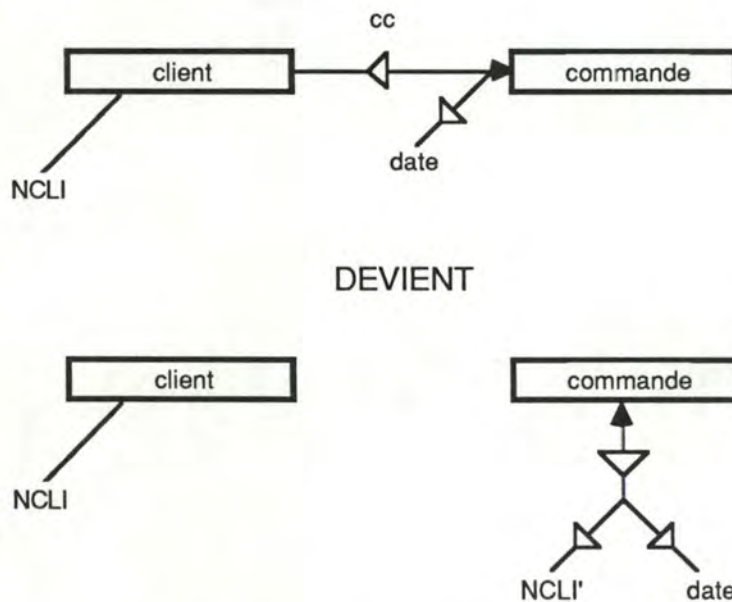 cc
client
commande
date
NCLI
DEVIENT
client
commande
NCLI
NCLI'
date